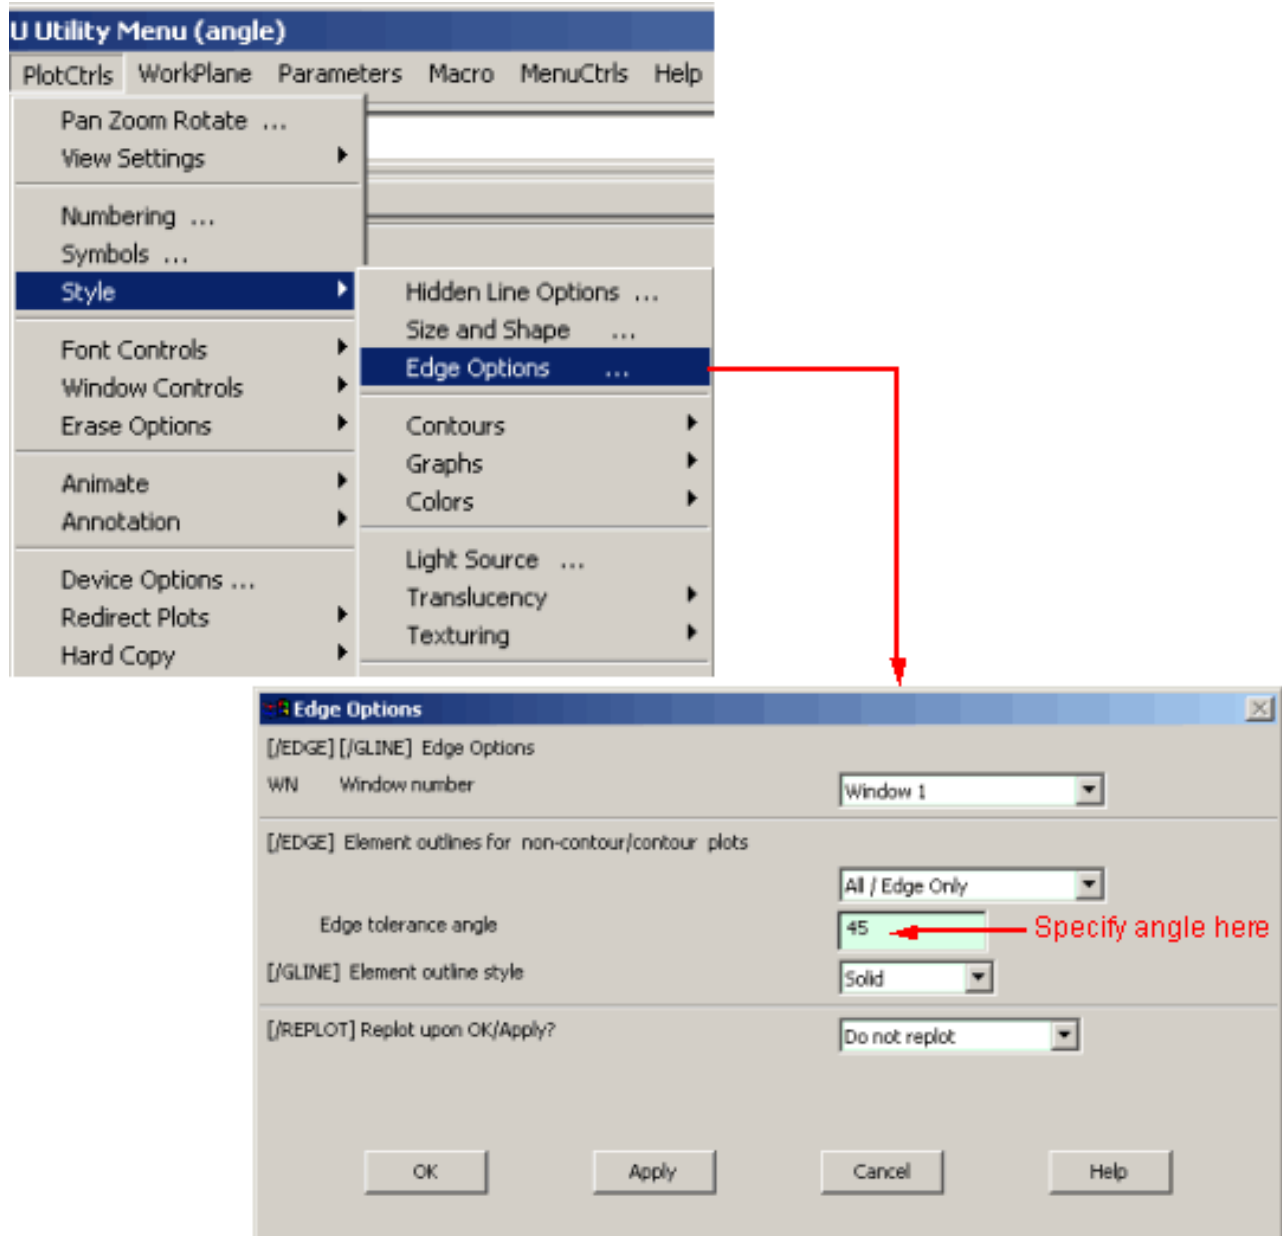 U Utility Menu (angle)
PlotCtrls WorkPlane Parameters Macro MenuCtrls Help
Pan Zoom Rotate ...
View Settings
Numbering ...
Symbols ...
Style
Font Controls
Window Controls
Erase Options
Animate
Annotation
Device Options ...
Redirect Plots
Hard Copy
Hidden Line Options ...
Size and Shape ...
Edge Options ...
Contours
Graphs
Colors
Light Source ...
Translucency
Texturing
Edge Options
[/EDGE] [/GLINE] Edge Options
WN Window number Window 1
[/EDGE] Element outlines for non-contour/contour plots
All / Edge Only
Edge tolerance angle 45 Specify angle here
[/GLINE] Element outline style Solid
[/REPLOT] Replot upon OK/Apply? Do not replot
OK Apply Cancel Help